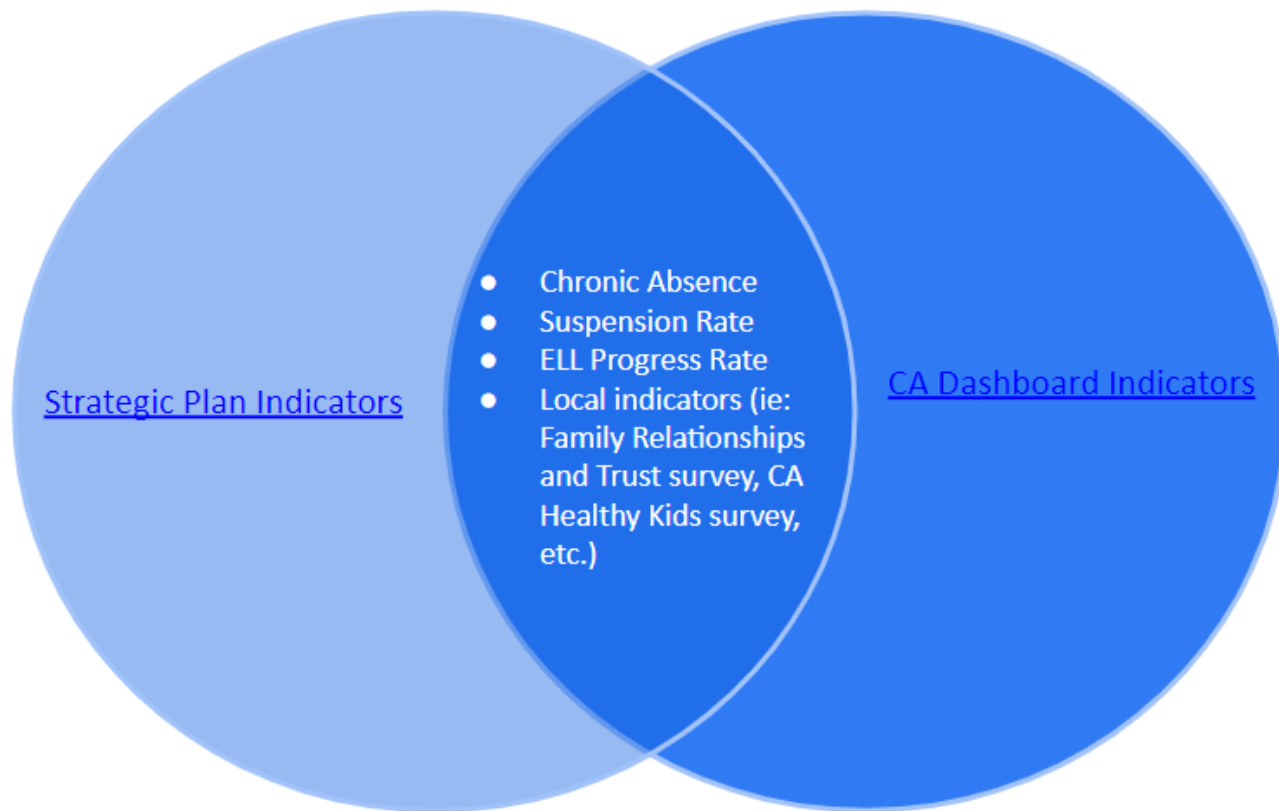 Strategic Plan Indicators
● Chronic Absence
● Suspension Rate
● ELL Progress Rate
● Local indicators (ie:
Family Relationships
and Trust survey, CA
Healthy Kids survey,
etc.)
CA Dashboard Indicators